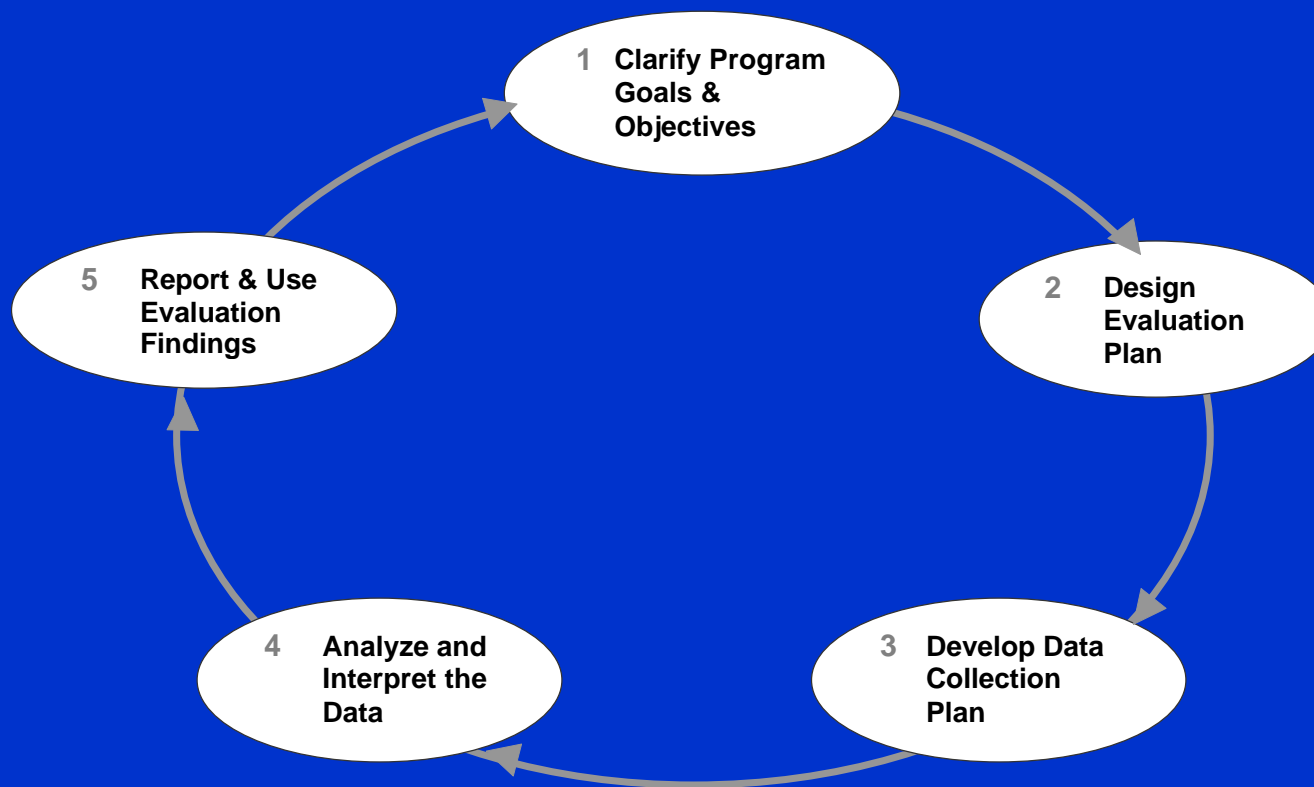 1 Clarify Program
Goals &
Objectives
2 Design
Evaluation
Plan
3 Develop Data
Collection
Plan
4 Analyze and
Interpret the
Data
5 Report & Use
Evaluation
Findings